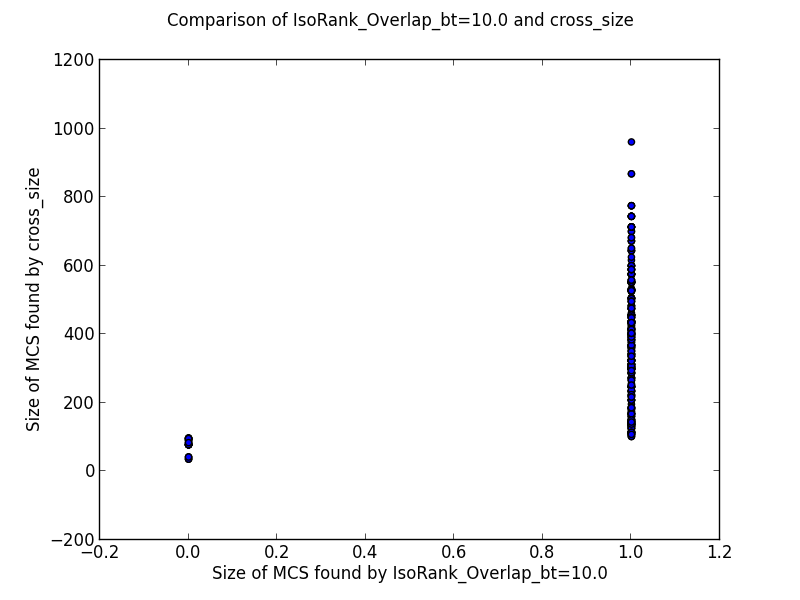 Comparison of IsoRank_Overlap_bt=10.0 and cross_size
1200
1000
800
600
400
200
0
−200
Size of MCS found by cross_size
−0.2 0.0 0.2 0.4 0.6 0.8 1.0 1.2
Size of MCS found by IsoRank_Overlap_bt=10.0